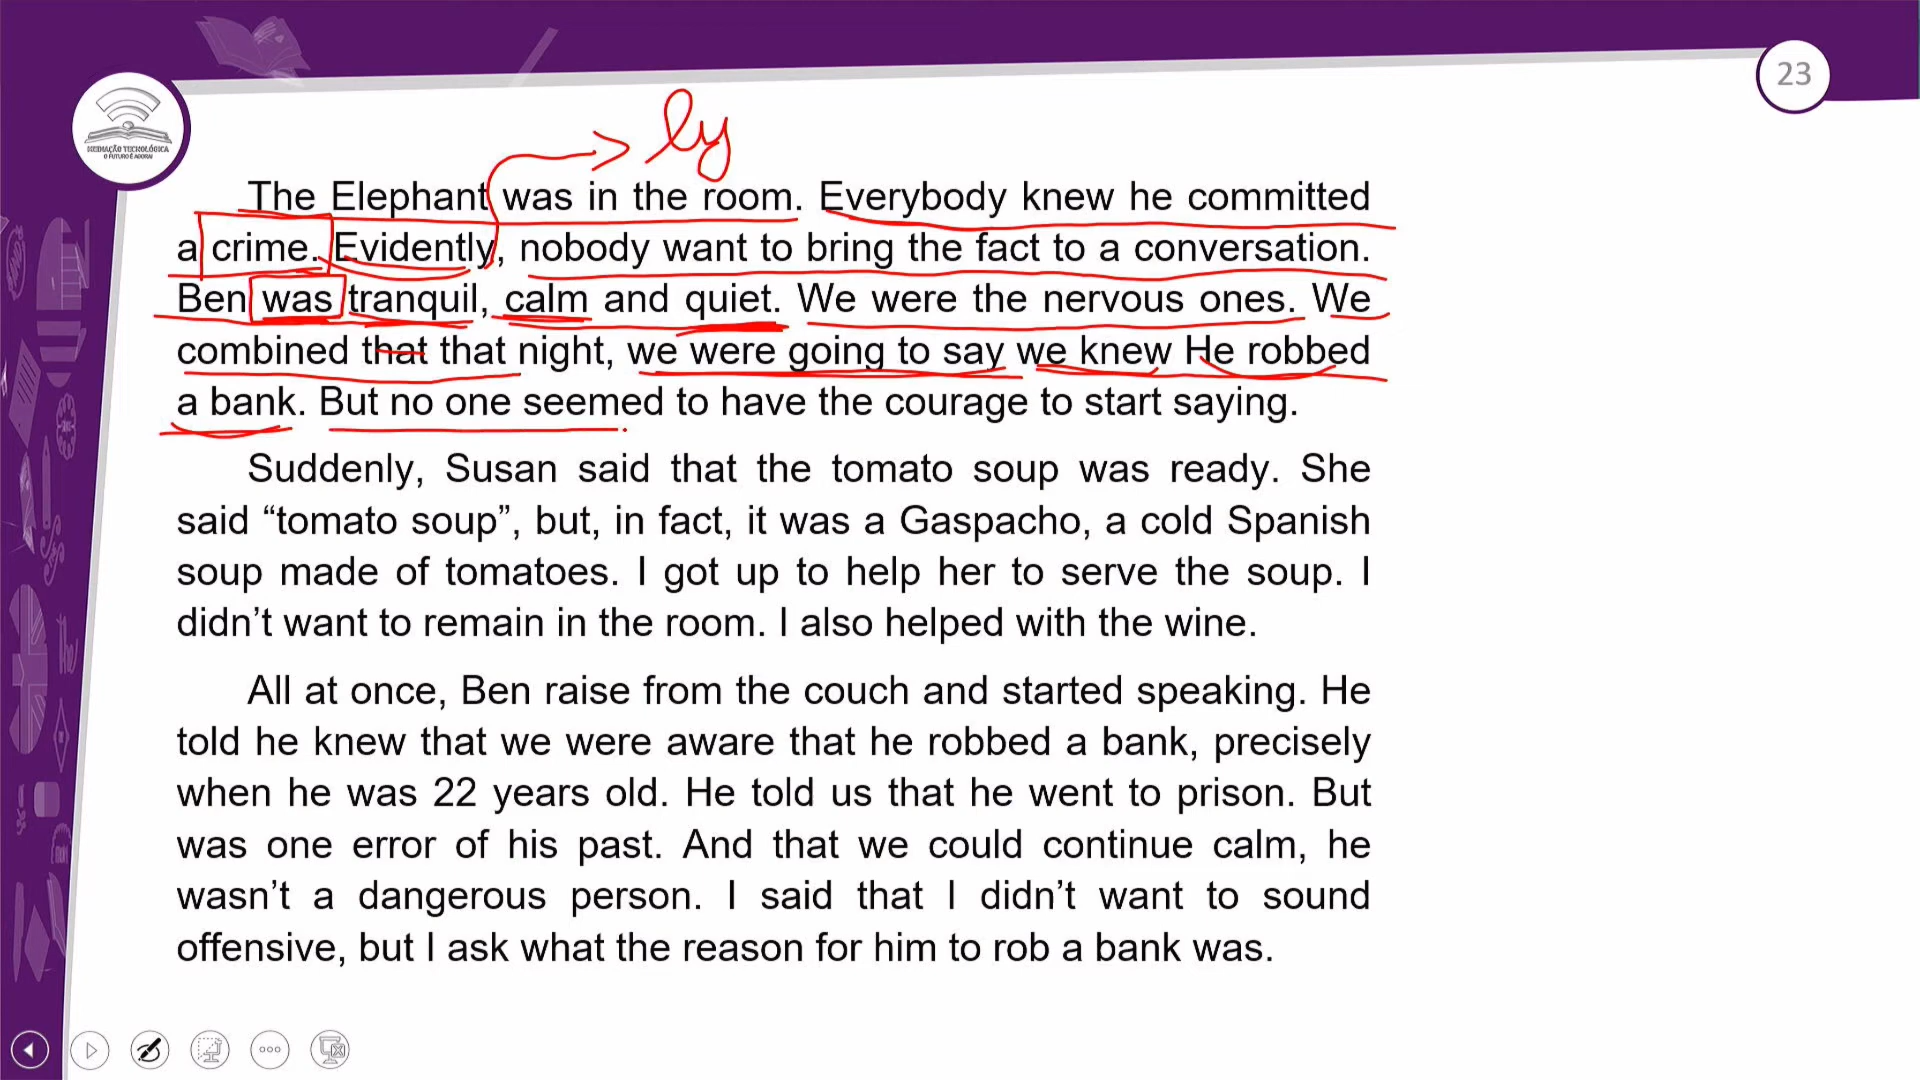 23
MEDIAÇÃO TECNOLÓGICA
O FUTURO É AGORA!
ly
The Elephant was in the room. Everybody knew he committed
a crime. Evidently, nobody want to bring the fact to a conversation.
Ben was tranquil, calm and quiet. We were the nervous ones. We
combined that that night, we were going to say we knew He robbed
a bank. But no one seemed to have the courage to start saying.
Suddenly, Susan said that the tomato soup was ready. She
said “tomato soup”, but, in fact, it was a Gaspacho, a cold Spanish
soup made of tomatoes. I got up to help her to serve the soup. I
didn’t want to remain in the room. I also helped with the wine.
All at once, Ben raise from the couch and started speaking. He
told he knew that we were aware that he robbed a bank, precisely
when he was 22 years old. He told us that he went to prison. But
was one error of his past. And that we could continue calm, he
wasn’t a dangerous person. I said that I didn’t want to sound
offensive, but I ask what the reason for him to rob a bank was.